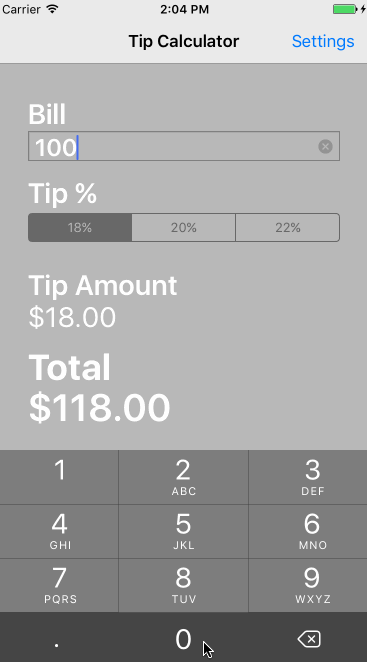 Carrier 2:04 PM
Tip Calculator Settings
Bill
100
Tip %
18% 20% 22%
Tip Amount
$18.00
Total
$118.00
1 2 3
ABC DEF
4 5 6
GHI JKL MNO
7 8 9
PQRS TUV WXYZ
. 0